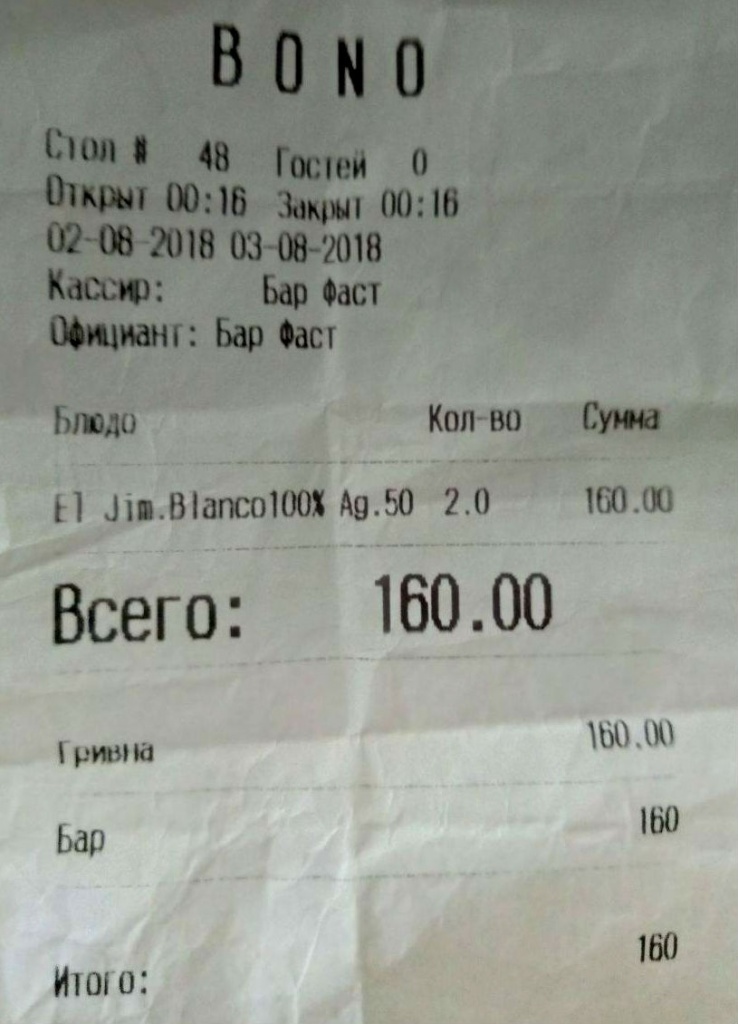 BONO
Стол # 48 Гостей 0
Открыт 00:16 Закрыт 00:16
02-08-2018 03-08-2018
Кассир: Бар Фаст
Официант: Бар Фаст
Блюдо Кол-во Сумма
El Jim.Blanco100% Ag.50 2.0 160.00
Всего: 160.00
Гривна 160.00
Бар 160
Итого: 160